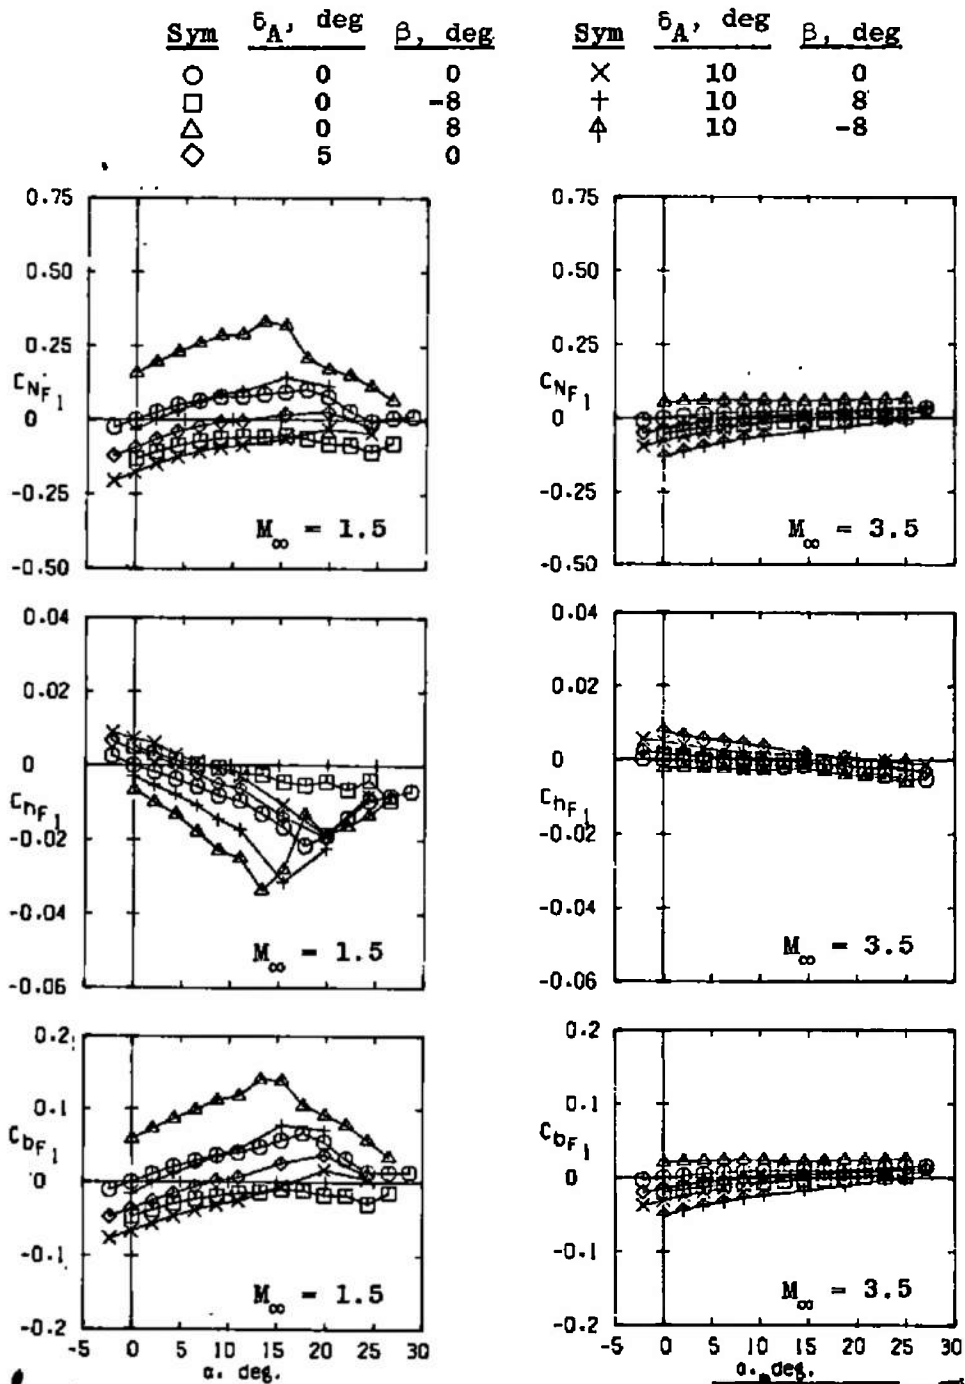 Sym δA, deg β, deg
○ 0 0
□ 0 -8
△ 0 8
◇ 5 0
Sym δA, deg β, deg
× 10 0
+ 10 8
10 -8
0.75
0.50
0.25
CNF1
0
-0.25
-0.50
M∞ = 1.5
0.75
0.50
0.25
CNF1
0
-0.25
-0.50
M∞ = 3.5
0.04
0.02
0
ChF1
-0.02
-0.04
-0.06
M∞ = 1.5
0.04
0.02
0
ChF1
-0.02
-0.04
-0.06
M∞ = 3.5
0.2
0.1
CbF1
0
-0.1
-0.2
M∞ = 1.5
-5 0 5 10 15 20 25 30
α. deg.
0.2
0.1
CbF1
0
-0.1
-0.2
M∞ = 3.5
-5 0 5 10 15 20 25 30
α. deg.